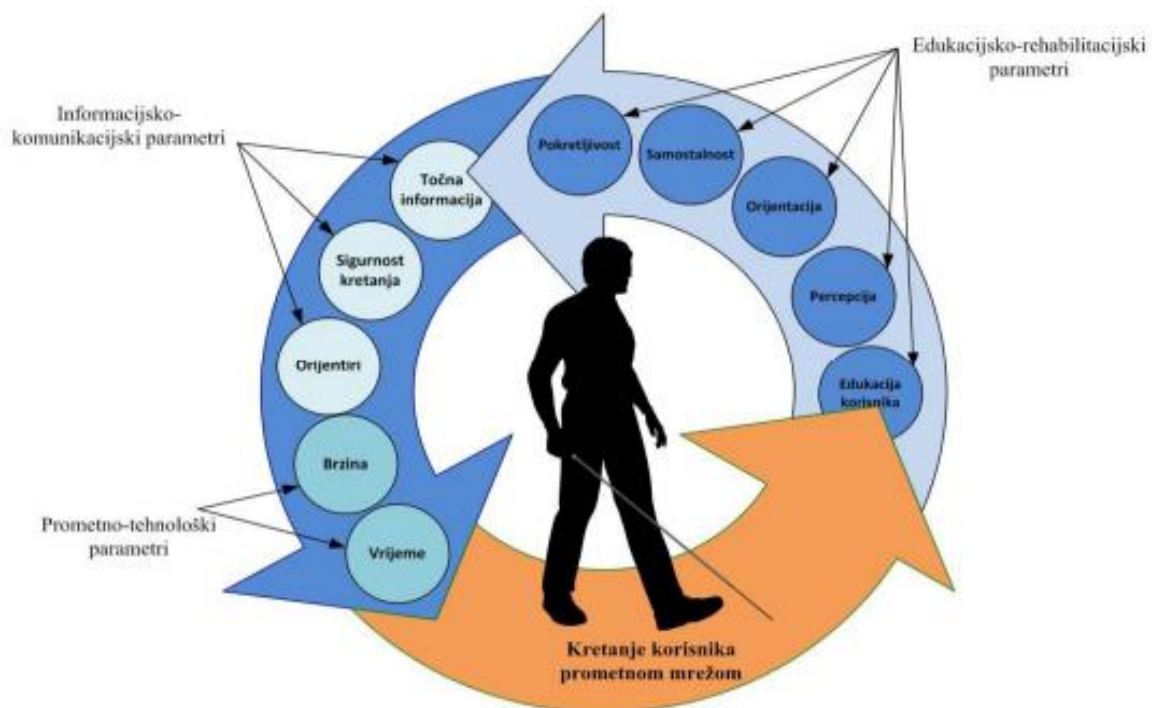 Edukacijsko-rehabilitacijski
parametri
Informacijsko-
komunikacijski parametri
Pokretljivost
Samostalnost
Točna
informacija
Orijentacija
Sigurnost
kretanja
Percepcija
Orijentiri
Edukacija
korisnika
Brzina
Prometno-tehnološki
parametri
Vrijeme
Kretanje korisnika
prometnom mrežom